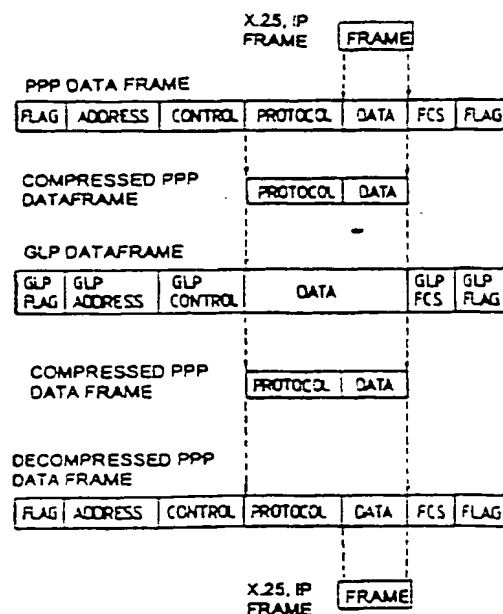 X.25, IP
FRAME
FRAME
PPP DATA FRAME
FLAG ADDRESS CONTROL PROTOCOL DATA FCS FLAG
COMPRESSED PPP
DATAFRAME
PROTOCOL DATA
GLP DATAFRAME
GLP FLAG GLP ADDRESS GLP CONTROL DATA GLP FCS GLP FLAG
COMPRESSED PPP
DATA FRAME
PROTOCOL DATA
DECOMPRESSED PPP
DATA FRAME
FLAG ADDRESS CONTROL PROTOCOL DATA FCS FLAG
X.25, IP
FRAME
FRAME